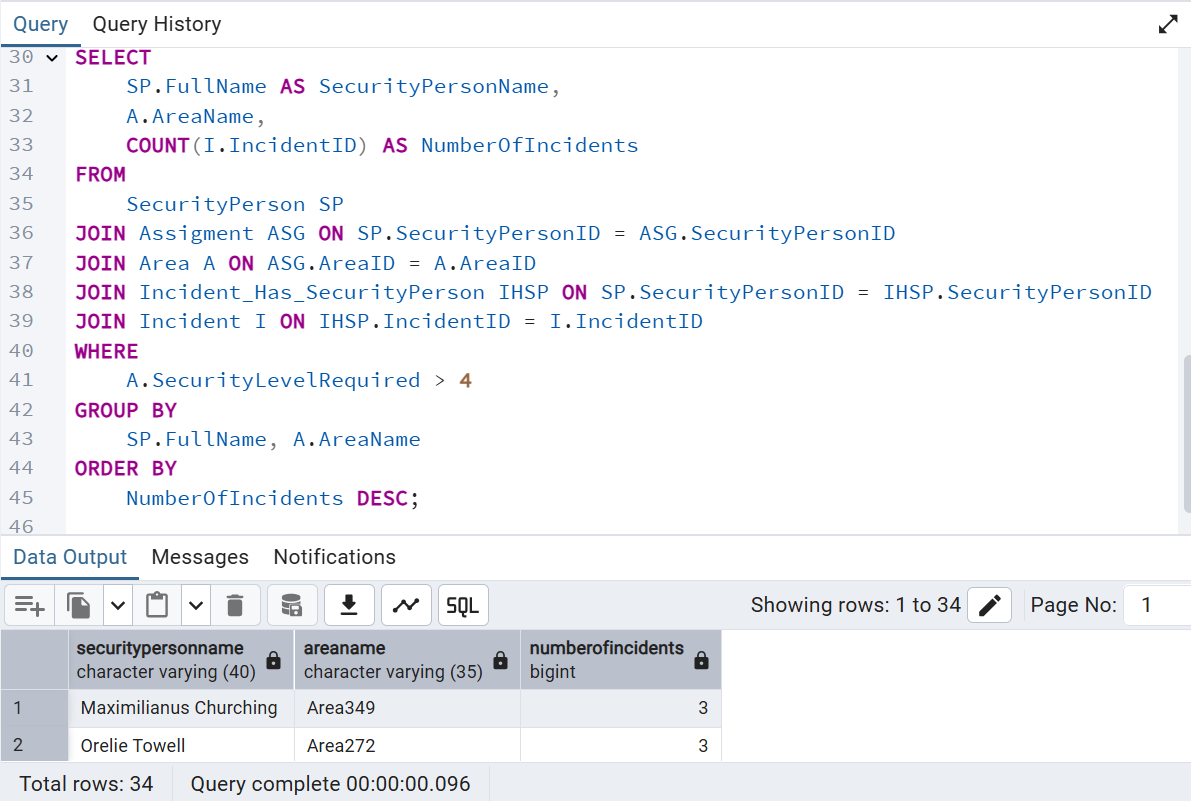 Query Query History
30 SELECT
31 SP.FullName AS SecurityPersonName,
32 A.AreaName,
33 COUNT(I.IncidentID) AS NumberOfIncidents
34 FROM
35 SecurityPerson SP
36 JOIN Assigment ASG ON SP.SecurityPersonID = ASG.SecurityPersonID
37 JOIN Area A ON ASG.AreaID = A.AreaID
38 JOIN Incident_Has_SecurityPerson IHSP ON SP.SecurityPersonID = IHSP.SecurityPersonID
39 JOIN Incident I ON IHSP.IncidentID = I.IncidentID
40 WHERE
41 A.SecurityLevelRequired > 4
42 GROUP BY
43 SP.FullName, A.AreaName
44 ORDER BY
45 NumberOfIncidents DESC;
46
Data Output Messages Notifications
SQL Showing rows: 1 to 34 Page No: 1
securitypersonname areaname numberofincidents
character varying (40) character varying (35) bigint
1 Maximilianus Churching Area349 3
2 Orelie Towell Area272 3
Total rows: 34 Query complete 00:00:00.096